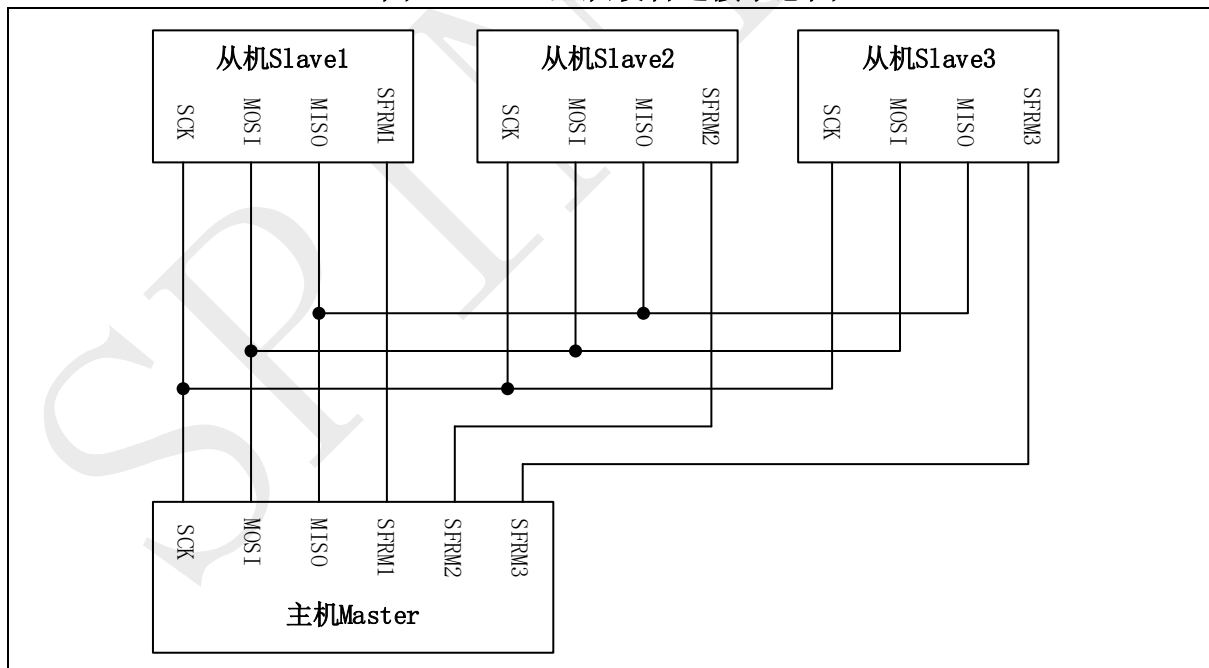 从机Slave1
从机Slave2
从机Slave3
SCK
MOSI
MISO
SFRM1
SCK
MOSI
MISO
SFRM2
SCK
MOSI
MISO
SFRM3
SCK
MOSI
MISO
SFRM1
SFRM2
SFRM3
主机Master